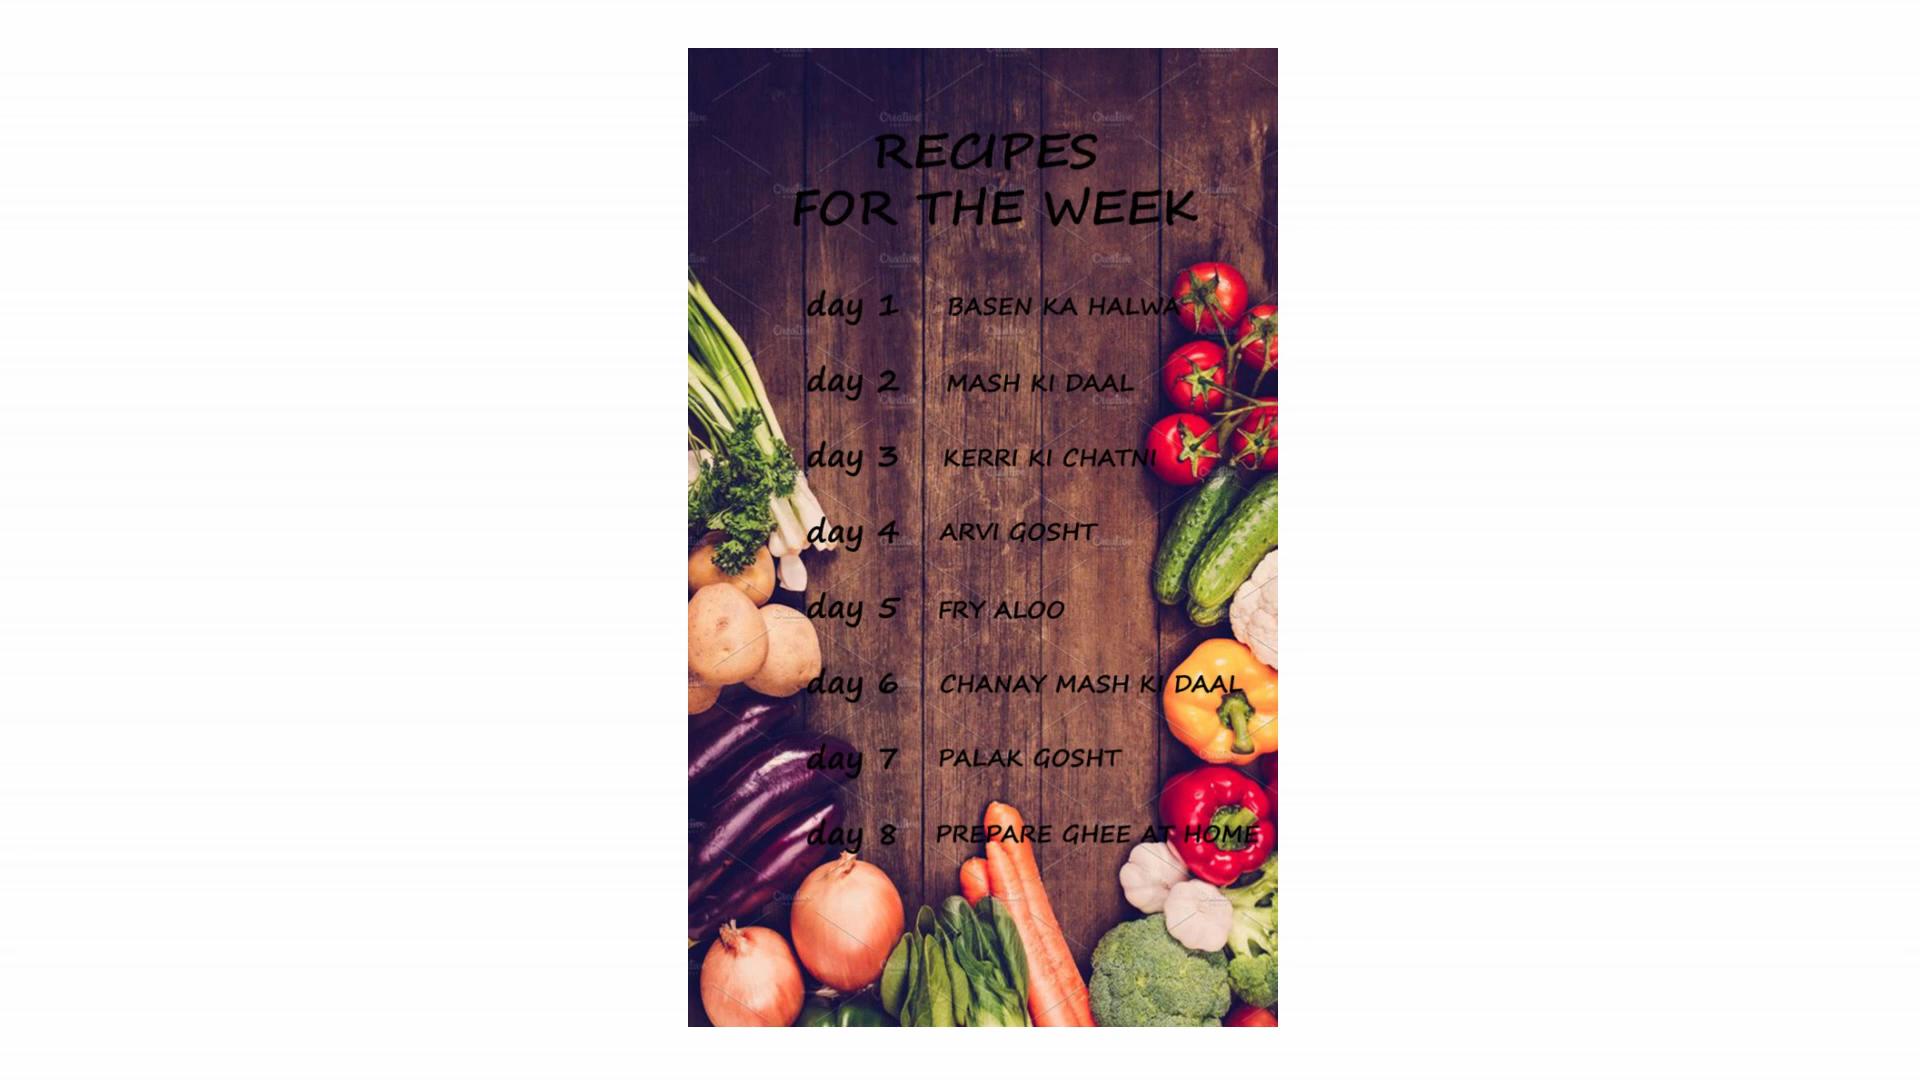 RECIPES
FOR THE WEEK
day 1 BASEN KA HALWA
day 2 MASH KI DAAL
day 3 KERRI KI CHATNI
day 4 ARVI GOSHT
day 5 FRY ALOO
day 6 CHANAY MASH KI DAAL
day 7 PALAK GOSHT
day 8 PREPARE GHEE AT HOME